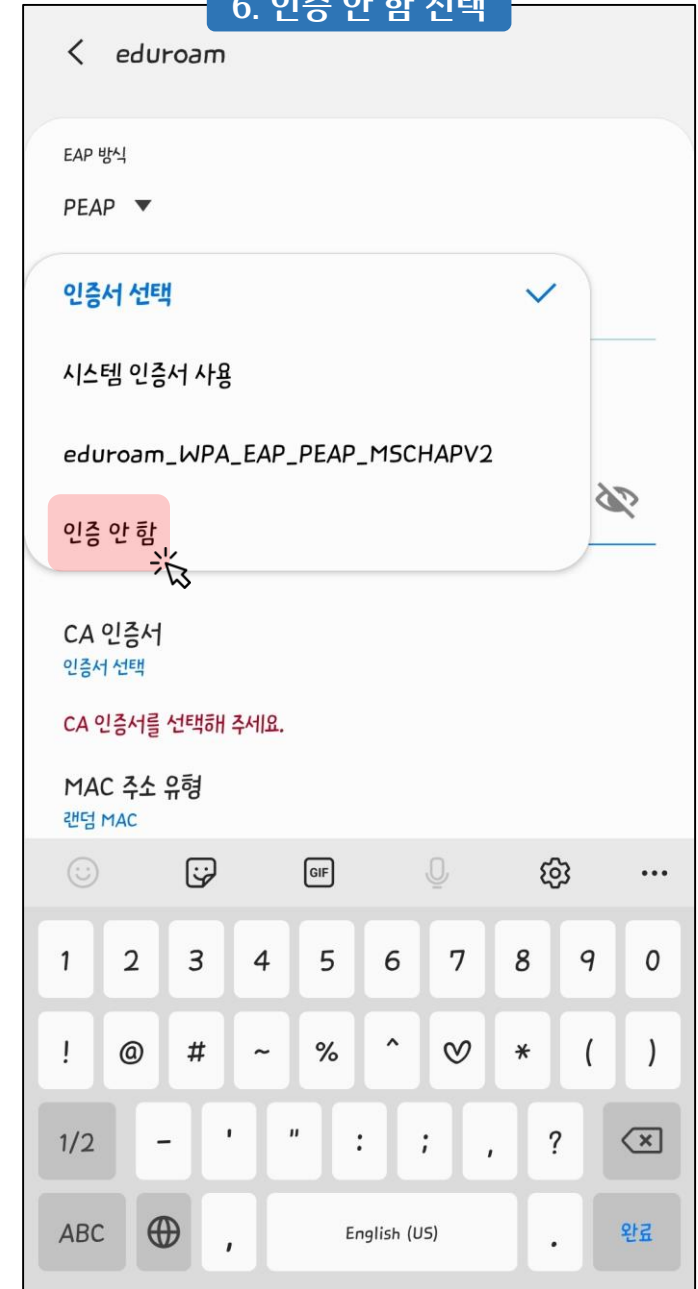 6. 인증 안 함 선택
eduroam
EAP 방식
PEAP
인증서 선택
시스템 인증서 사용
eduroam_WPA_EAP_PEAP_MSCHAPV2
인증 안 함
CA 인증서
인증서 선택
CA 인증서를 선택해 주세요.
MAC 주소 유형
랜덤 MAC
GIF
1 2 3 4 5 6 7 8 9 0
! @ # ~ % ^ ♡ * ( )
1/2 - ' " : ; , ?
ABC , English (US) . 완료